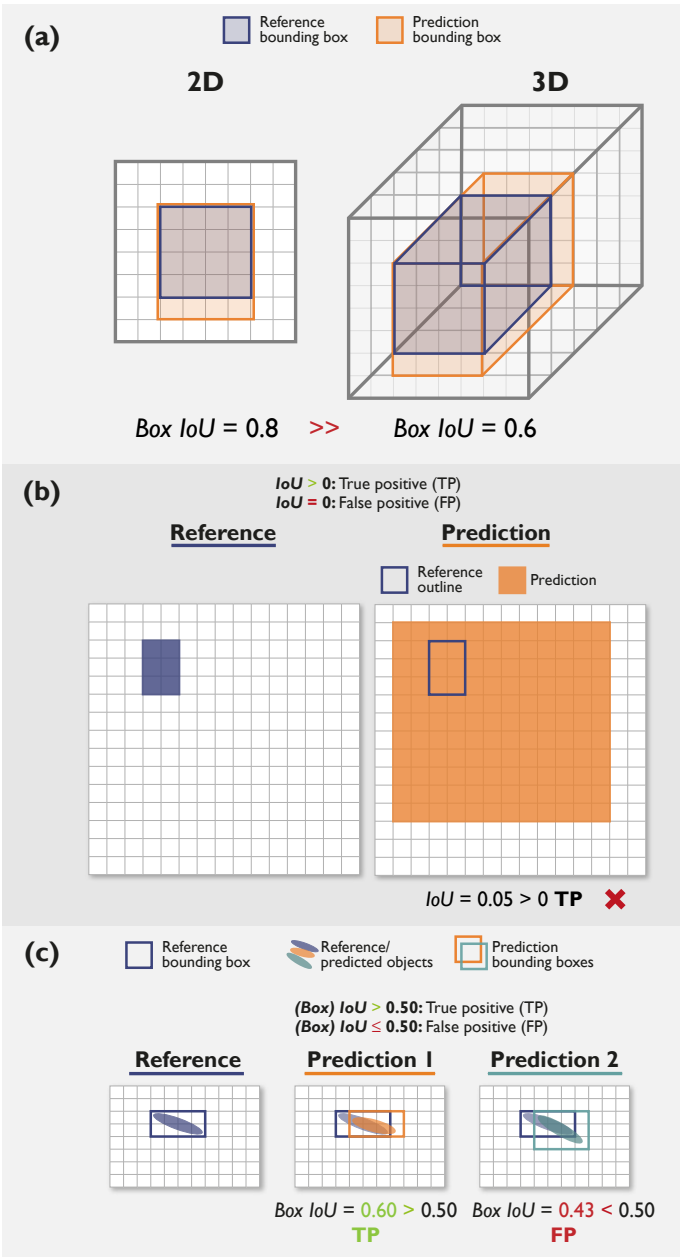 (a)
Reference
bounding box
Prediction
bounding box
2D
3D
Box IoU = 0.8 >> Box IoU = 0.6
(b)
IoU > 0: True positive (TP)
IoU = 0: False positive (FP)
Reference
Prediction
Reference
outline
Prediction
IoU = 0.05 > 0 TP
(c)
Reference
bounding box
Reference/
predicted objects
Prediction
bounding boxes
(Box) IoU > 0.50: True positive (TP)
(Box) IoU ≤ 0.50: False positive (FP)
Reference
Prediction 1
Prediction 2
Box IoU = 0.60 > 0.50
TP
Box IoU = 0.43 < 0.50
FP